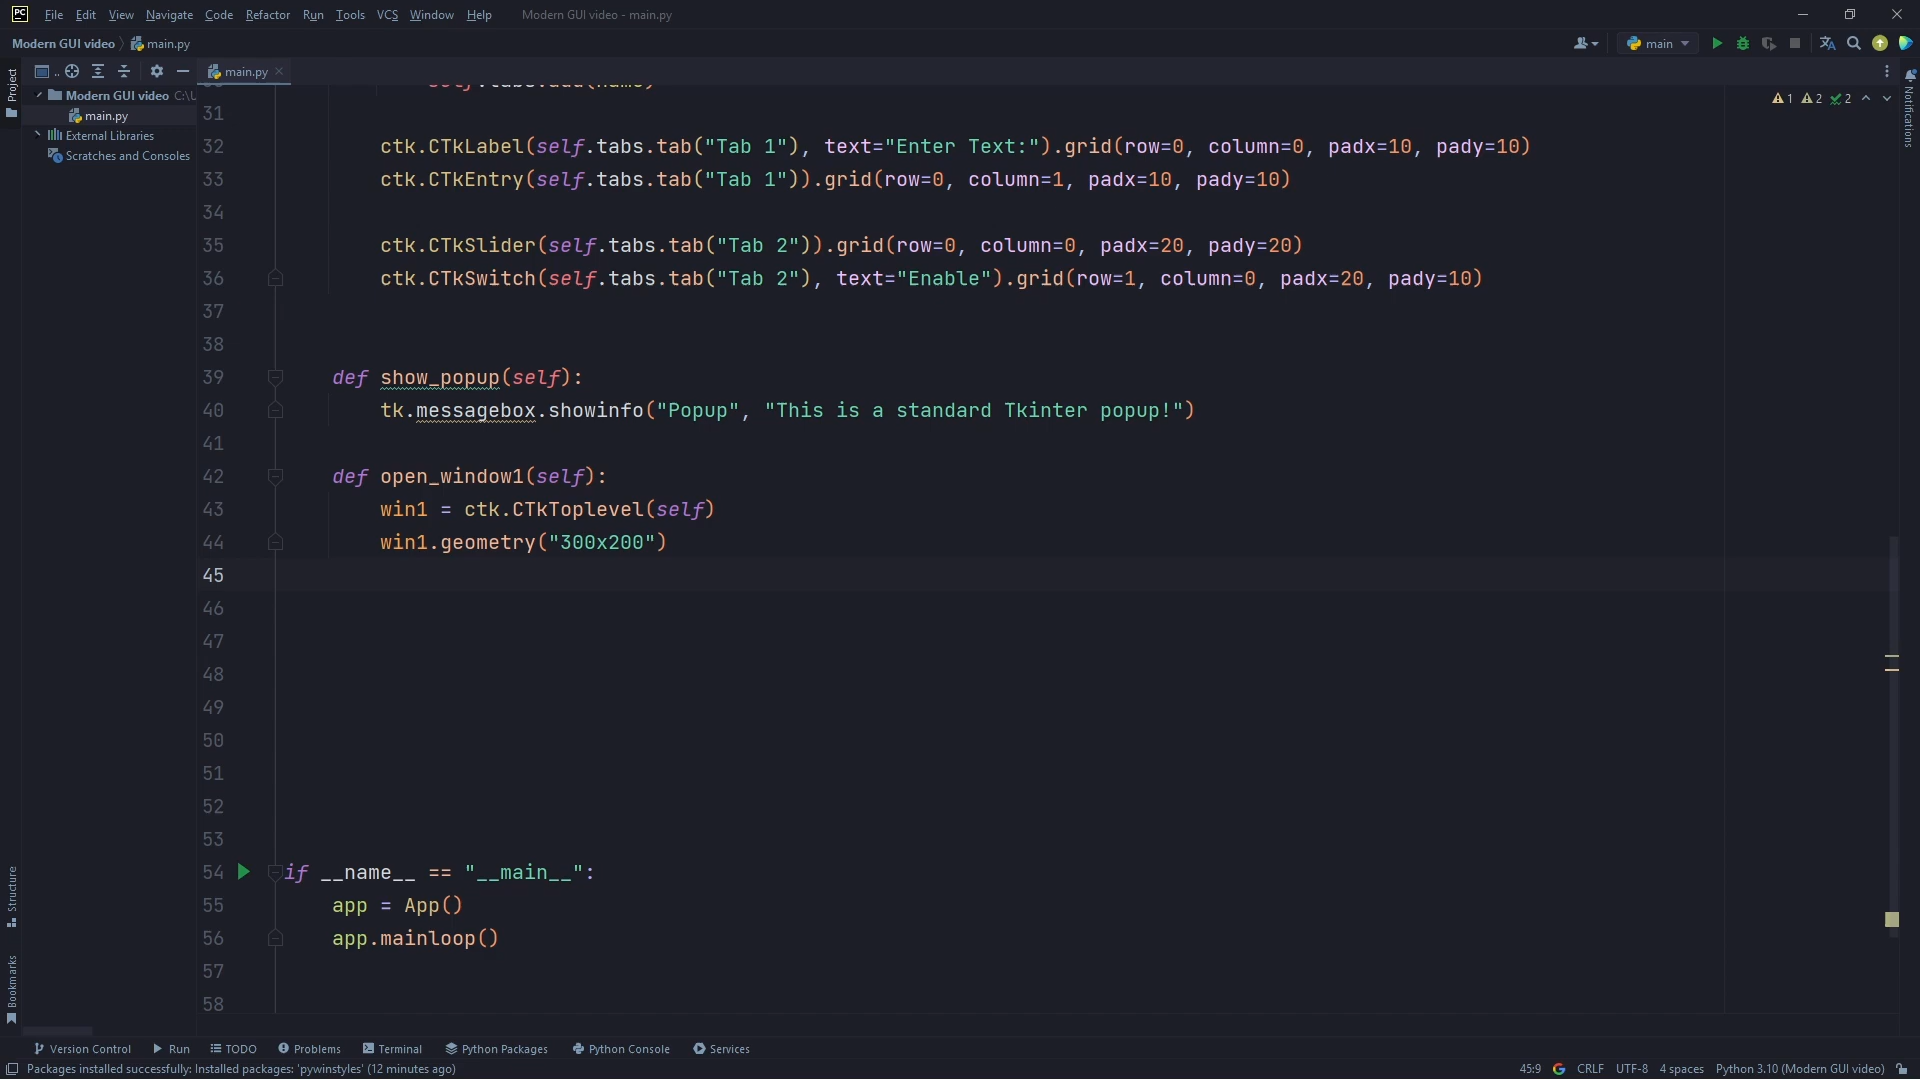 PC File Edit View Navigate Code Refactor Run Tools VCS Window Help Modern GUI video - main.py
Modern GUI video main.py main
Project .. main.py
Modern GUI video C:\U
main.py
External Libraries
Scratches and Consoles
1 2 2
Notifications
31
32 ctk.CTkLabel(self.tabs.tab("Tab 1"), text="Enter Text:").grid(row=0, column=0, padx=10, pady=10)
33 ctk.CTkEntry(self.tabs.tab("Tab 1")).grid(row=0, column=1, padx=10, pady=10)
34
35 ctk.CTkSlider(self.tabs.tab("Tab 2")).grid(row=0, column=0, padx=20, pady=20)
36 ctk.CTkSwitch(self.tabs.tab("Tab 2"), text="Enable").grid(row=1, column=0, padx=20, pady=10)
37
38
39 def show_popup(self):
40 tk.messagebox.showinfo("Popup", "This is a standard Tkinter popup!")
41
42 def open_window1(self):
43 win1 = ctk.CTkToplevel(self)
44 win1.geometry("300x200")
45
46
47
48
49
50
51
52
53
54 if __name__ == "__main__":
55 app = App()
56 app.mainloop()
57
58
Structure
Bookmarks
Version Control Run TODO Problems Terminal Python Packages Python Console Services
Packages installed successfully: Installed packages: 'pywinstyles' (12 minutes ago) 45:9 CRLF UTF-8 4 spaces Python 3.10 (Modern GUI video)